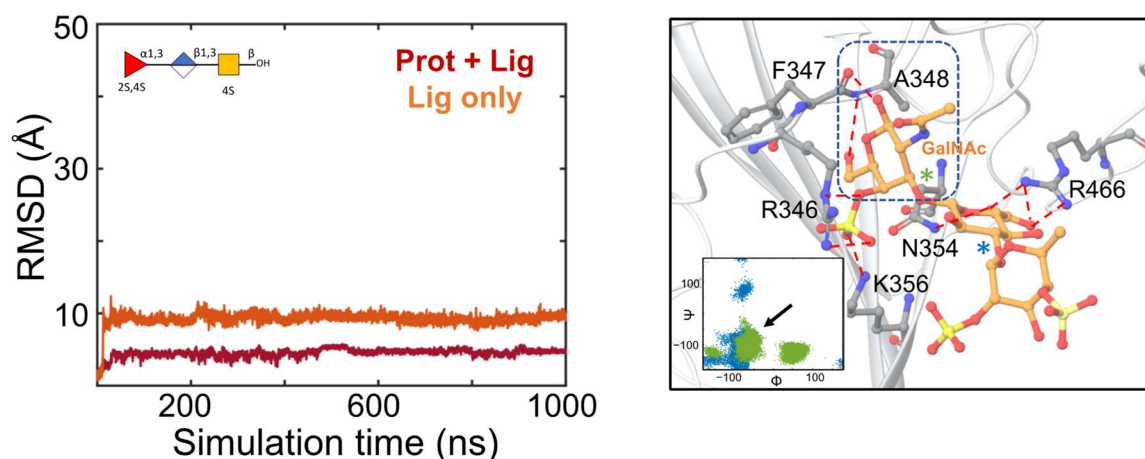 50
30
10
RMSD (Å)
α1,3
β1,3
β
OH
2S,4S
4S
Prot + Lig
Lig only
200
600
1000
Simulation time (ns)
F347
A348
GalNAc
*
R466
R346
N354
*
K356
100
Ψ
-100
-100
Φ
100